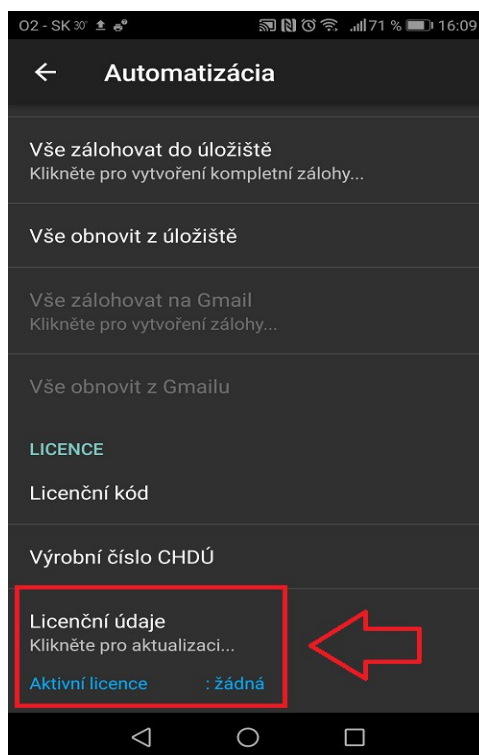 O2 - SK 30° 71 % 16:09
Automatizácia
Vše zálohovat do úložiště
Klikněte pro vytvoření kompletní zálohy...
Vše obnovit z úložiště
Vše zálohovat na Gmail
Klikněte pro vytvoření zálohy...
Vše obnovit z Gmailu
LICENCE
Licenční kód
Výrobní číslo CHDÚ
Licenční údaje
Klikněte pro aktualizaci...
Aktivní licence : žádná